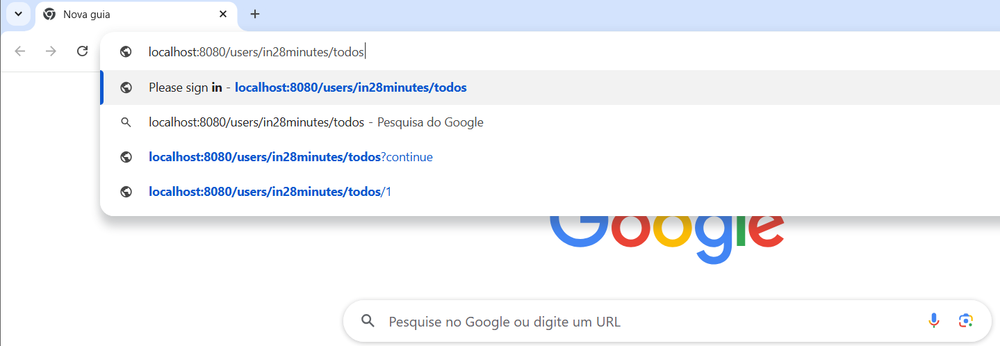 Nova guia
localhost:8080/users/in28minutes/todos
Please sign in - localhost:8080/users/in28minutes/todos
localhost:8080/users/in28minutes/todos - Pesquisa do Google
localhost:8080/users/in28minutes/todos?continue
localhost:8080/users/in28minutes/todos/1
Google
Pesquise no Google ou digite um URL